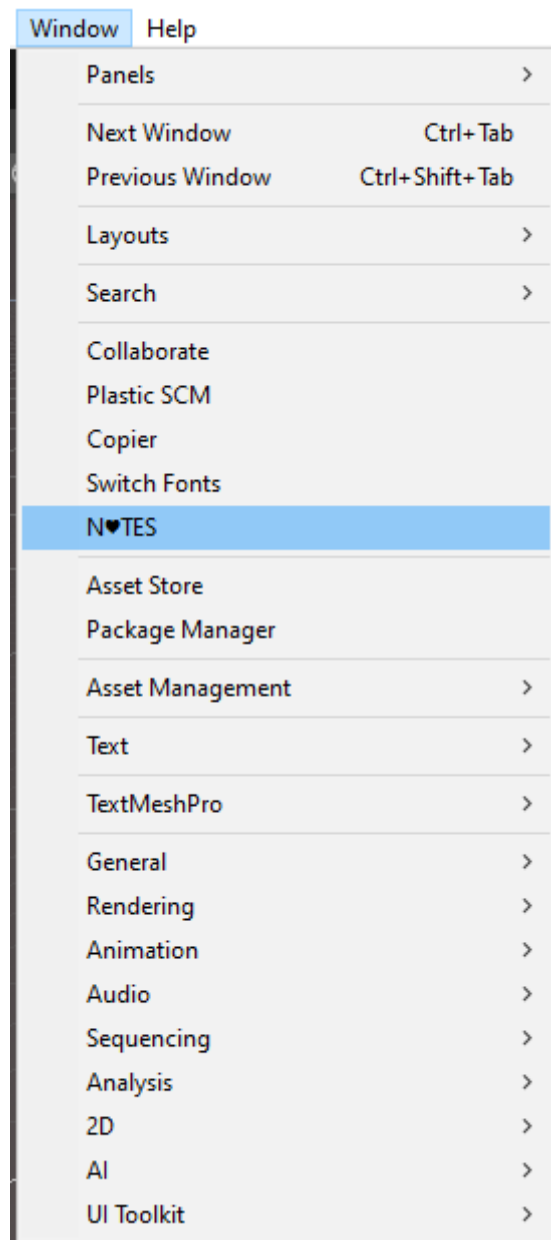 Window Help
Panels
Next Window Ctrl+Tab
Previous Window Ctrl+Shift+Tab
Layouts
Search
Collaborate
Plastic SCM
Copier
Switch Fonts
N♥TES
Asset Store
Package Manager
Asset Management
Text
TextMeshPro
General
Rendering
Animation
Audio
Sequencing
Analysis
2D
AI
UI Toolkit